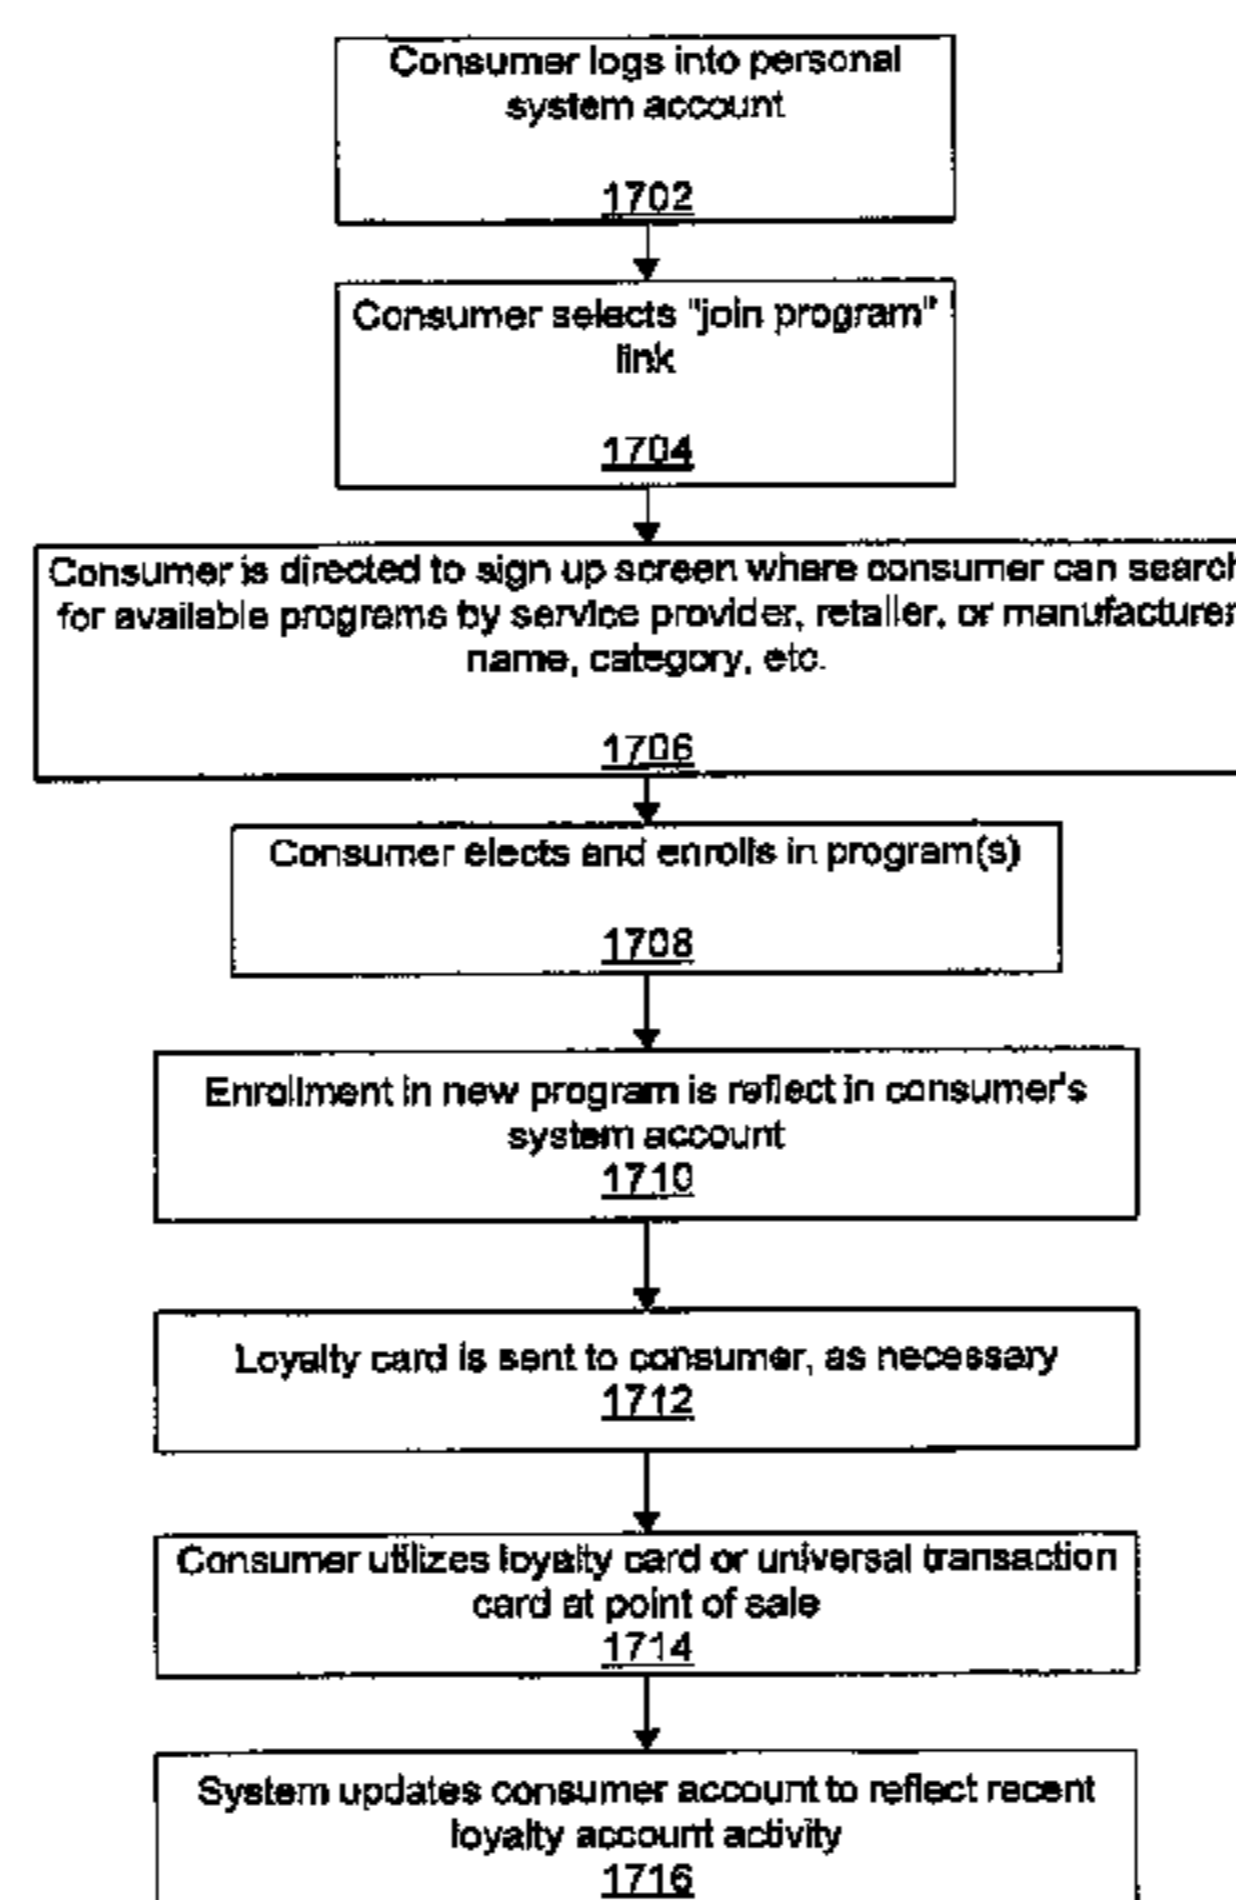 Consumer logs into personal
system account
1702
Consumer selects "join program"
link
1704
Consumer is directed to sign up screen where consumer can search
for available programs by service provider, retailer, or manufacturer
name, category, etc.
1706
Consumer elects and enrolls in program(s)
1708
Enrollment in new program is reflect in consumer's
system account
1710
Loyalty card is sent to consumer, as necessary
1712
Consumer utilizes loyalty card or universal transaction
card at point of sale
1714
System updates consumer account to reflect recent
loyalty account activity
1716